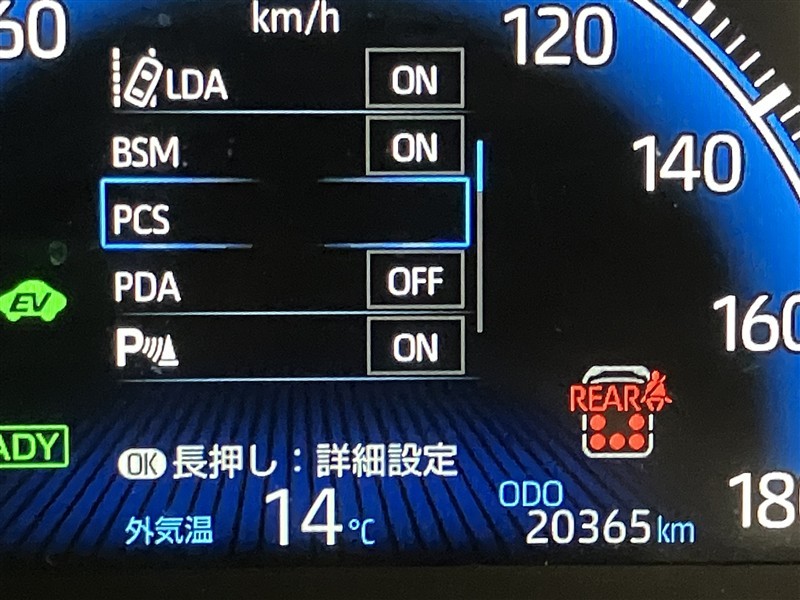 60
km/h
120
LDA ON
BSM ON
140
PCS
PDA OFF
EV
160
P ON
REAR
ADY
OK 長押し：詳細設定
外気温 14℃
ODO
20365km
18